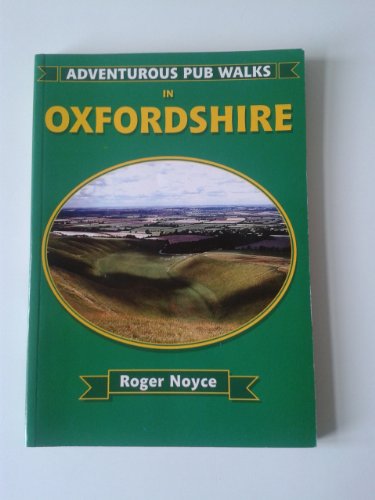 ADVENTUROUS PUB WALKS
IN
OXFORDSHIRE
Roger Noyce